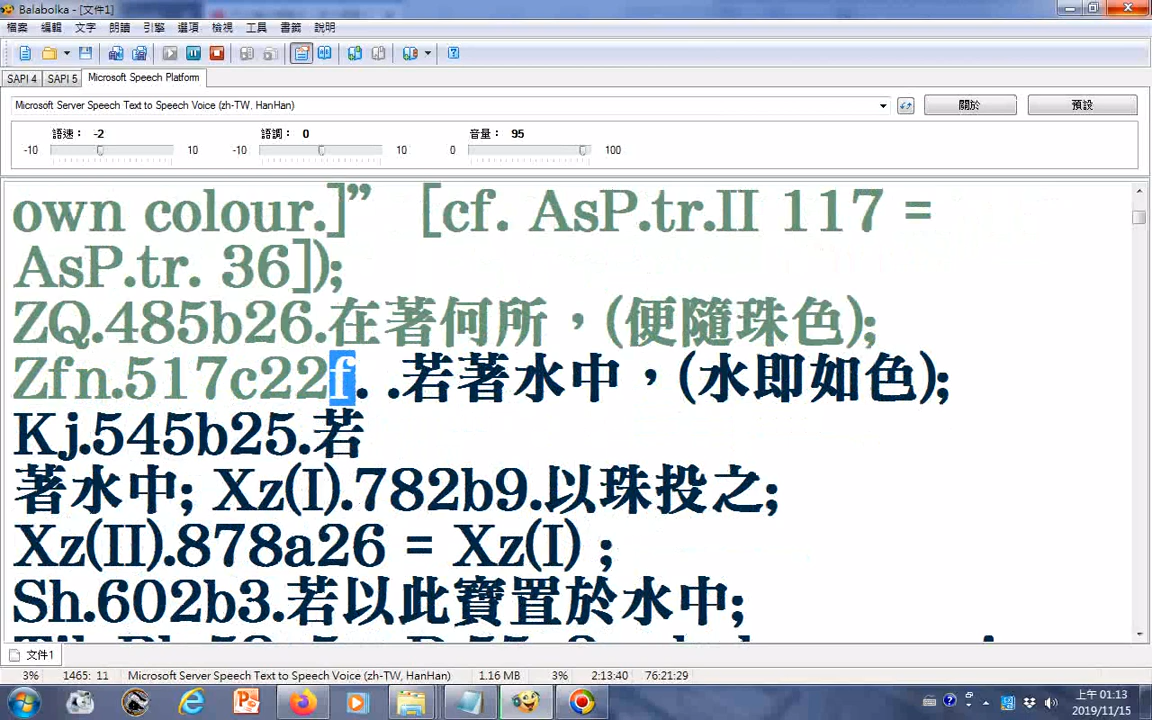 Balabolka - [文件1]
檔案 編輯 文字 朗讀 引擎 選項 檢視 工具 書籤 說明
SAPI 4 SAPI 5 Microsoft Speech Platform
Microsoft Server Speech Text to Speech Voice (zh-TW, HanHan) 關於 預設
語速： -2 語調： 0 音量： 95
-10 10 -10 10 0 100
own colour.]” [cf. AsP.tr.II 117 =
AsP.tr. 36]);
ZQ.485b26.在著何所，(便隨珠色);
Zfn.517c22f. .若著水中，(水即如色);
Kj.545b25.若
著水中; Xz(I).782b9.以珠投之;
Xz(II).878a26 = Xz(I) ;
Sh.602b3.若以此寶置於水中;
文件1
3% 1465: 11 Microsoft Server Speech Text to Speech Voice (zh-TW, HanHan) 1.16 MB 3% 2:13:40 76:21:29
上午 01:13
2019/11/15